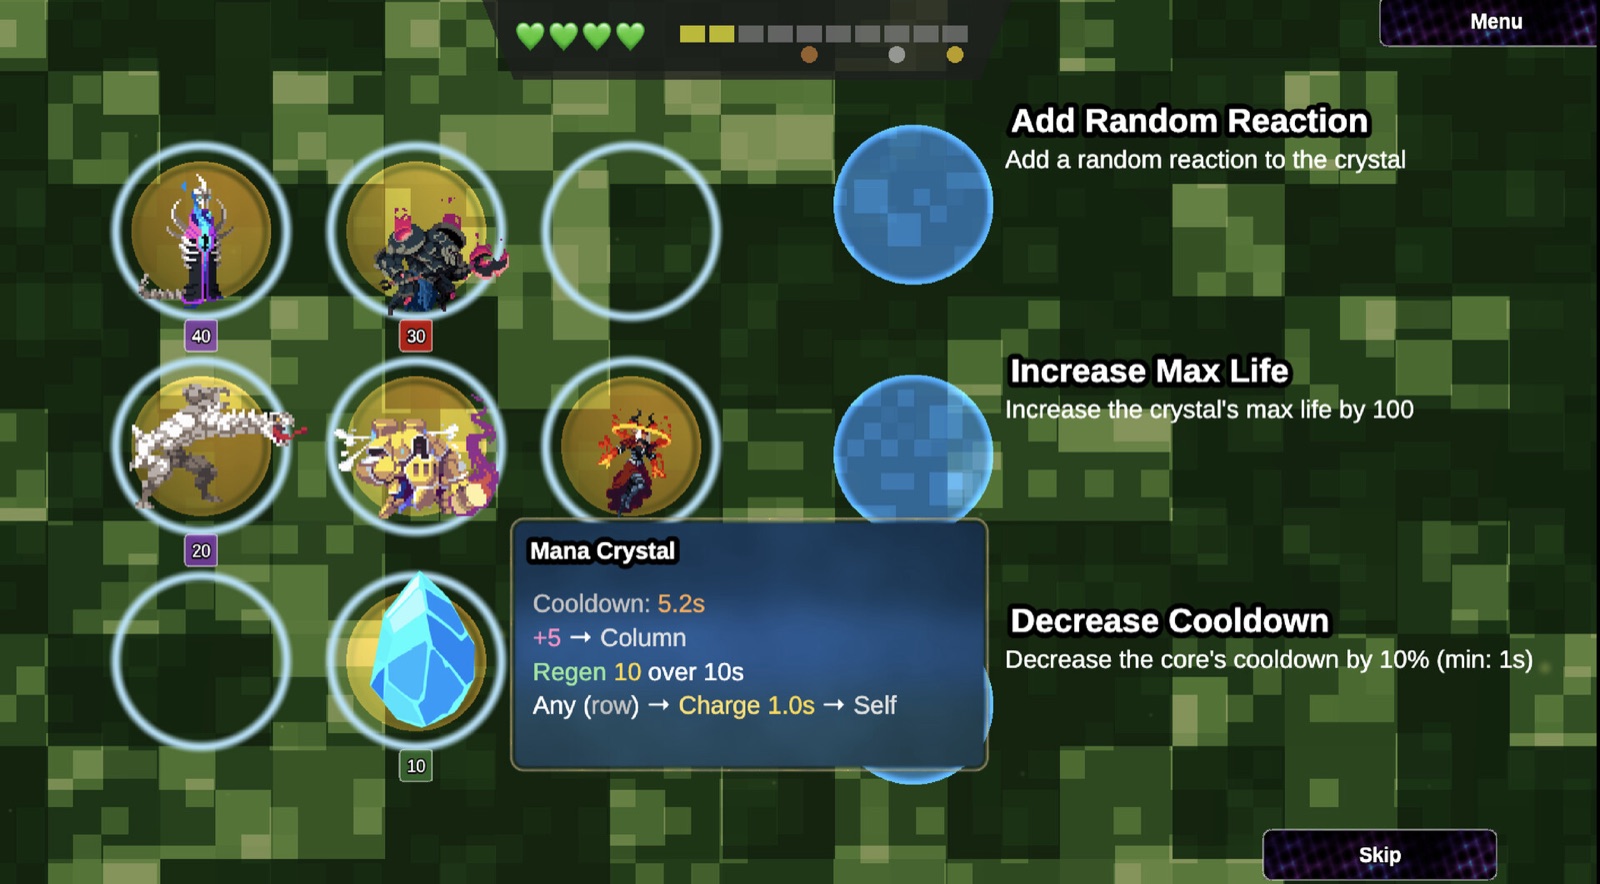 Menu
Add Random Reaction
Add a random reaction to the crystal
40
30
Increase Max Life
Increase the crystal's max life by 100
20
Mana Crystal
Cooldown: 5.2s
+5 → Column
Regen 10 over 10s
Any (row) → Charge 1.0s → Self
Decrease Cooldown
Decrease the core's cooldown by 10% (min: 1s)
10
Skip